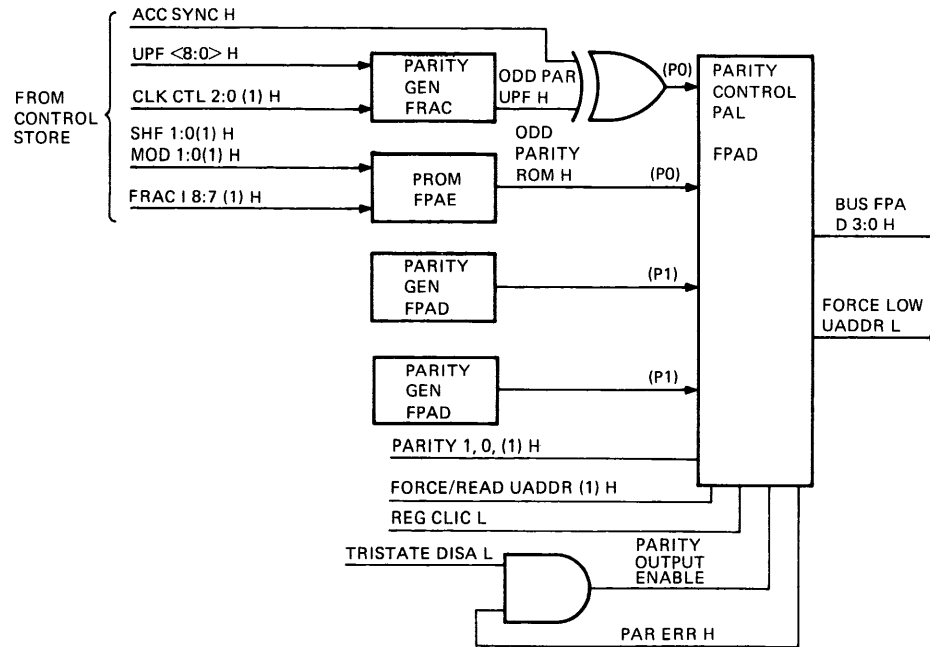 ACC SYNC H
UPF <8:0> H
FROM
CONTROL
STORE
CLK CTL 2:0 (1) H
SHF 1:0(1) H
MOD 1:0(1) H
FRAC I 8:7 (1) H
PARITY
GEN
FRAC
ODD PAR
UPF H
(P0)
PROM
FPAE
ODD
PARITY
ROM H
(P0)
PARITY
GEN
FPAD
(P1)
PARITY
GEN
FPAD
(P1)
PARITY
CONTROL
PAL
FPAD
BUS FPA
D 3:0 H
FORCE LOW
UADDR L
PARITY 1, 0, (1) H
FORCE/READ UADDR (1) H
REG CLIC L
TRISTATE DISA L
PARITY
OUTPUT
ENABLE
PAR ERR H